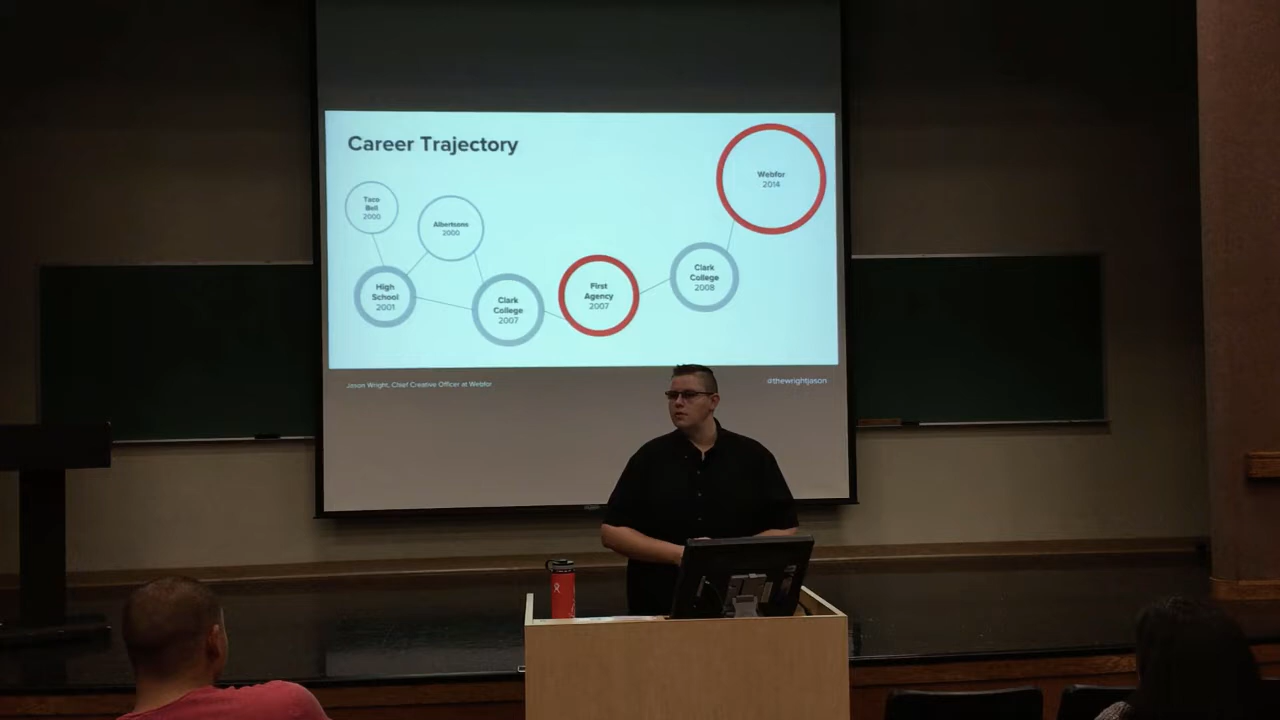 Career Trajectory
Taco
Bell
2000
Albertsons
2000
High
School
2001
Clark
College
2007
First
Agency
2007
Clark
College
2008
Webfor
2014
Jason Wright, Chief Creative Officer at Webfor
@thewrightjason